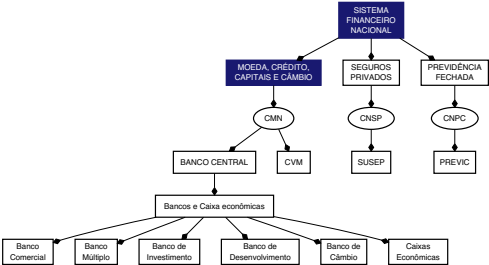 SISTEMA
FINANCEIRO
NACIONAL
MOEDA, CRÉDITO,
CAPITAIS E CÂMBIO
SEGUROS
PRIVADOS
PREVIDÊNCIA
FECHADA
CMN
CNSP
CNPC
BANCO CENTRAL
CVM
SUSEP
PREVIC
Bancos e Caixa econômicas
Banco
Comercial
Banco
Múltiplo
Banco de
Investimento
Banco de
Desenvolvimento
Banco de
Câmbio
Caixas
Econômicas